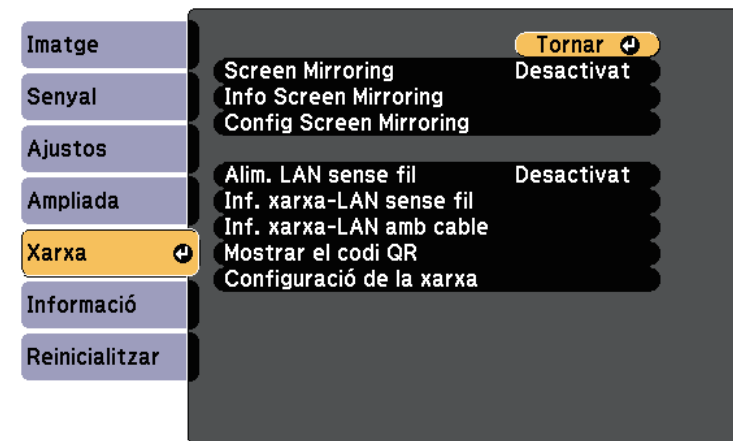 Imatge
Senyal
Ajustos
Ampliada
Xarxa
Informació
Reinicialitzar
Tornar
Screen Mirroring Desactivat
Info Screen Mirroring
Config Screen Mirroring
Alim. LAN sense fil Desactivat
Inf. xarxa-LAN sense fil
Inf. xarxa-LAN amb cable
Mostrar el codi QR
Configuració de la xarxa